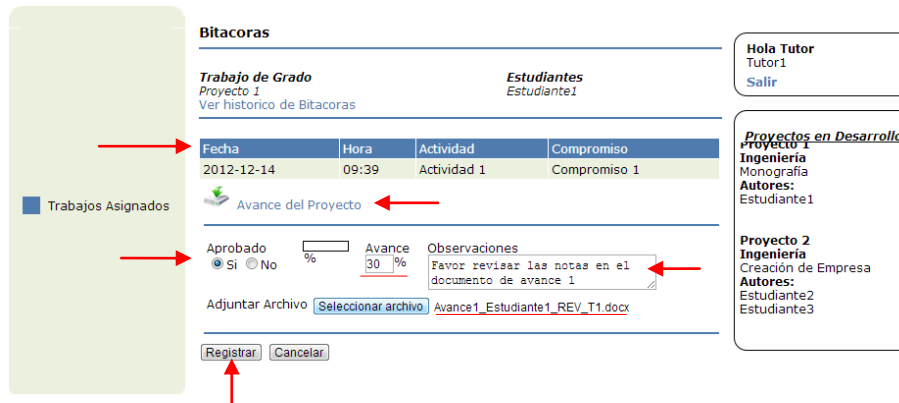 Trabajos Asignados
Bitacoras
Trabajo de Grado Estudiantes
Proyecto 1 Estudiante1
Ver historico de Bitacoras
Fecha Hora Actividad Compromiso
2012-12-14 09:39 Actividad 1 Compromiso 1
Avance del Proyecto
Aprobado % Avance Observaciones
Si No 30 % Favor revisar las notas en el
documento de avance 1
Adjuntar Archivo Seleccionar archivo Avance1_Estudiante1_REV_T1.docx
Registrar Cancelar
Hola Tutor
Tutor1
Salir
Proyectos en Desarrollo
Proyecto 1
Ingeniería
Monografía
Autores:
Estudiante1
Proyecto 2
Ingeniería
Creación de Empresa
Autores:
Estudiante2
Estudiante3